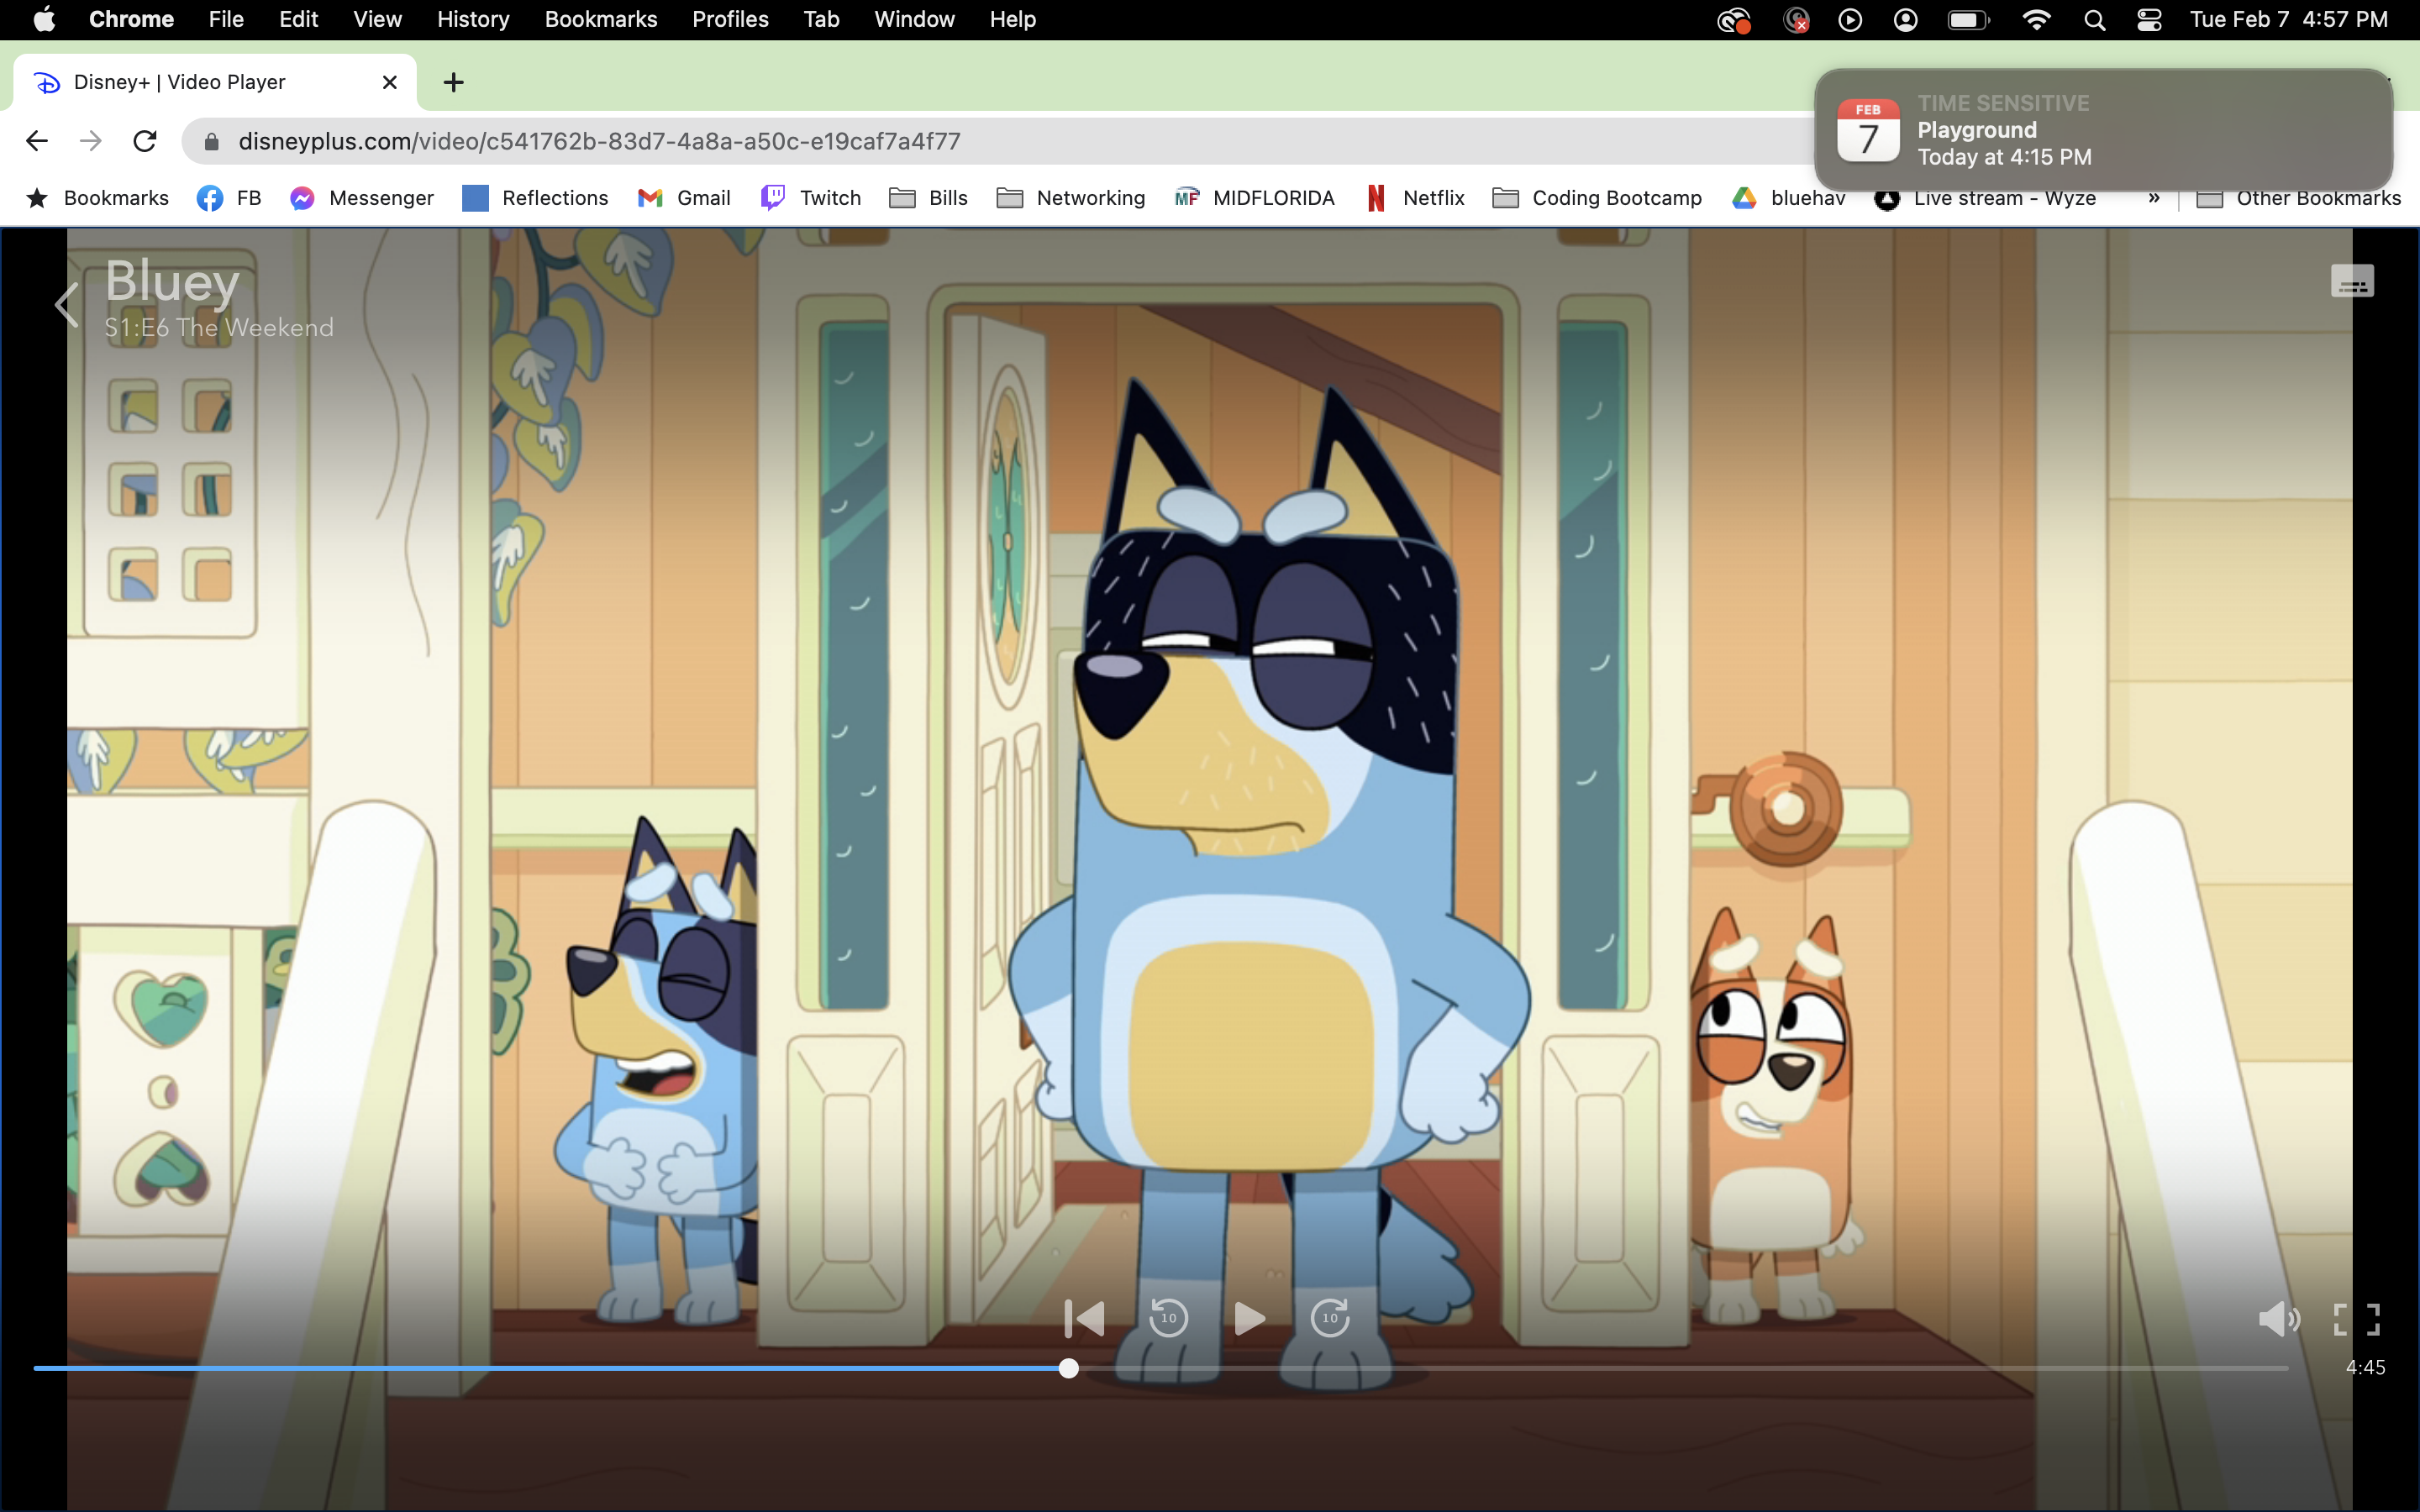 Chrome File Edit View History Bookmarks Profiles Tab Window Help Tue Feb 7 4:57 PM
Disney+ | Video Player
disneyplus.com/video/c541762b-83d7-4a8a-a50c-e19caf7a4f77
FEB
7
TIME SENSITIVE
Playground
Today at 4:15 PM
Bookmarks FB Messenger Reflections Gmail Twitch Bills Networking MF MIDFLORIDA Netflix Coding Bootcamp bluehav Live stream - Wyze » Other Bookmarks
Bluey
S1:E6 The Weekend
10 10
4:45